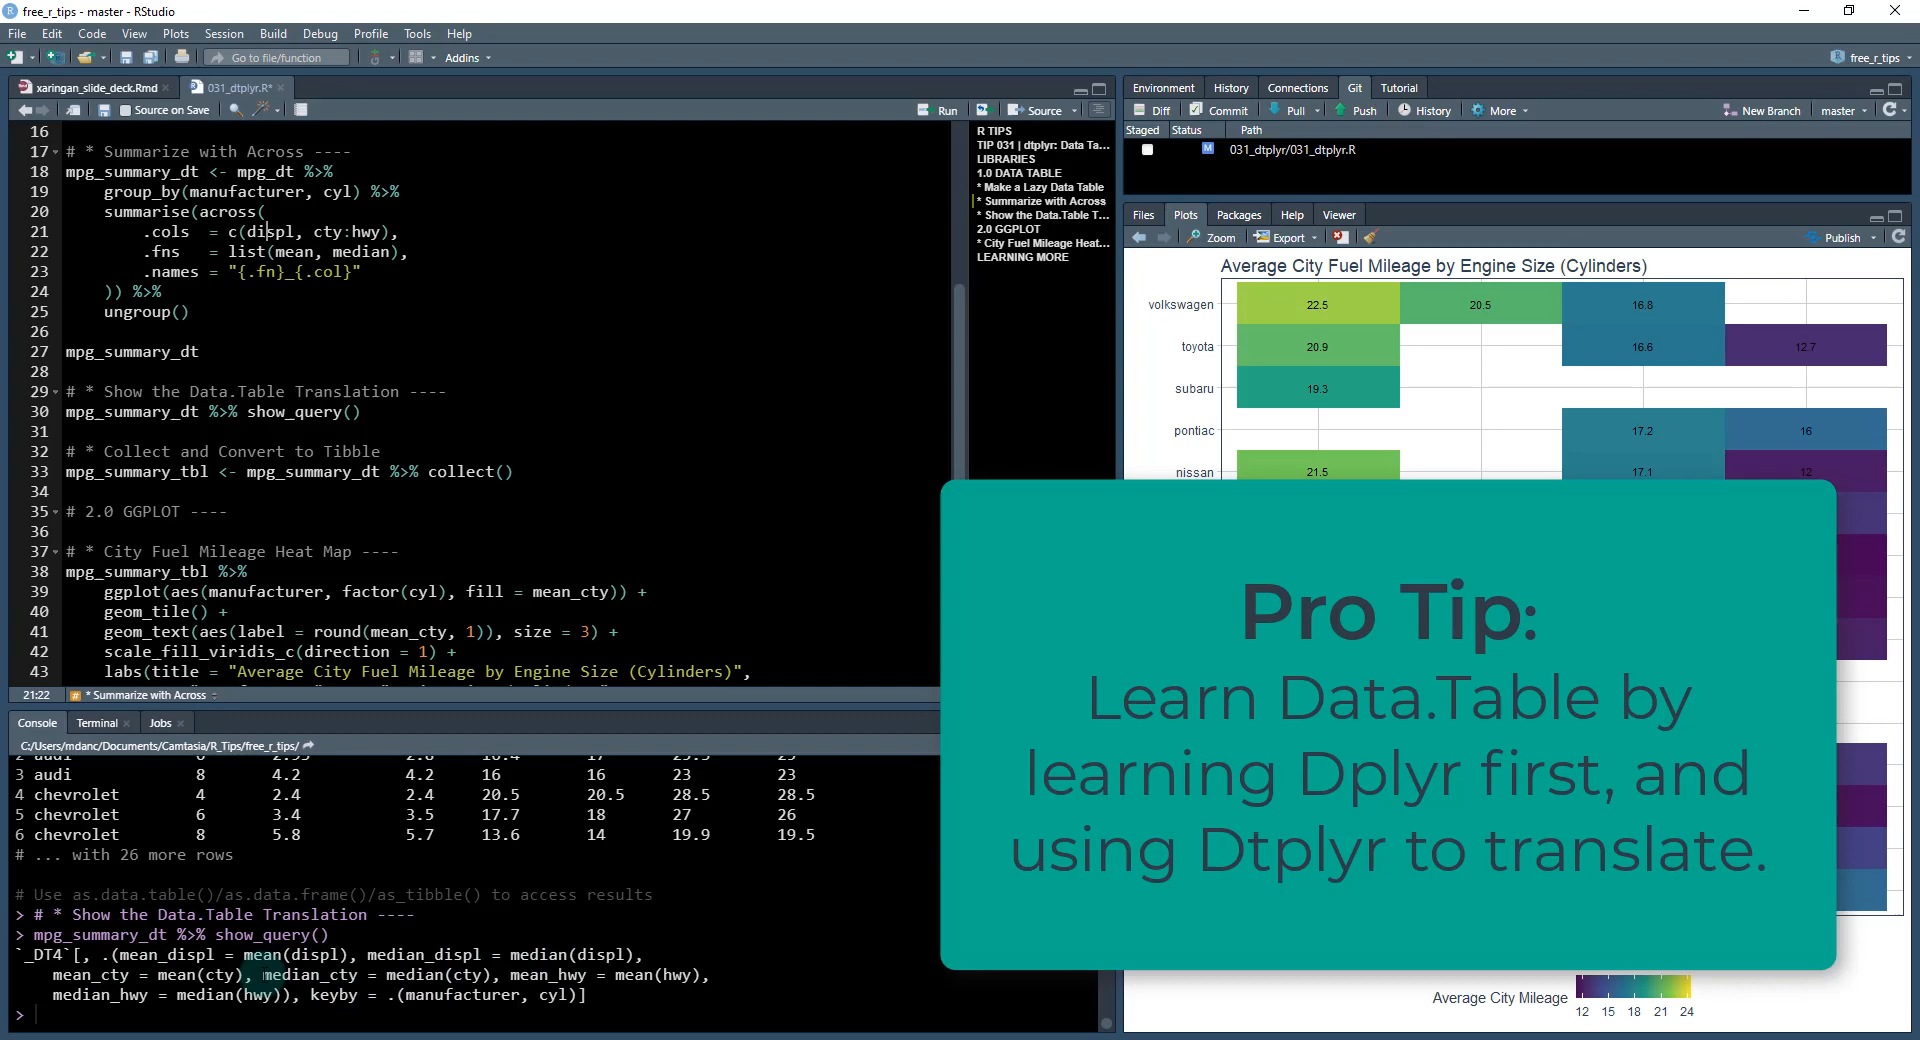 free_r_tips - master - RStudio
File Edit Code View Plots Session Build Debug Profile Tools Help
Go to file/function Addins free_r_tips
xaringan_slide_deck.Rmd 031_dtplyr.R*
Source on Save Run Source
16
17 # * Summarize with Across ----
18 mpg_summary_dt <- mpg_dt %>%
19 group_by(manufacturer, cyl) %>%
20 summarise(across(
21 .cols = c(displ, cty:hwy),
22 .fns = list(mean, median),
23 .names = "{.fn}_{.col}"
24 )) %>%
25 ungroup()
26
27 mpg_summary_dt
28
29 # * Show the Data.Table Translation ----
30 mpg_summary_dt %>% show_query()
31
32 # * Collect and Convert to Tibble
33 mpg_summary_tbl <- mpg_summary_dt %>% collect()
34
35 # 2.0 GGPLOT ----
36
37 # * City Fuel Mileage Heat Map ----
38 mpg_summary_tbl %>%
39 ggplot(aes(manufacturer, factor(cyl), fill = mean_cty)) +
40 geom_tile() +
41 geom_text(aes(label = round(mean_cty, 1)), size = 3) +
42 scale_fill_viridis_c(direction = 1) +
43 labs(title = "Average City Fuel Mileage by Engine Size (Cylinders)",
21:22 * Summarize with Across
R TIPS
TIP 031 | dtplyr: Data Ta...
LIBRARIES
1.0 DATA TABLE
* Make a Lazy Data Table
* Summarize with Across
* Show the Data.Table T...
2.0 GGPLOT
* City Fuel Mileage Heat...
LEARNING MORE
Console Terminal Jobs
C:/Users/mdanc/Documents/Camtasia/R_Tips/free_r_tips/
3 audi 8 4.2 4.2 16 16 23 23
4 chevrolet 4 2.4 2.4 20.5 20.5 28.5 28.5
5 chevrolet 6 3.4 3.5 17.7 18 27 26
6 chevrolet 8 5.8 5.7 13.6 14 19.9 19.5
# ... with 26 more rows
# Use as.data.table()/as.data.frame()/as_tibble() to access results
> # * Show the Data.Table Translation ----
> mpg_summary_dt %>% show_query()
`_DT4`[, .(mean_displ = mean(displ), median_displ = median(displ),
mean_cty = mean(cty), median_cty = median(cty), mean_hwy = mean(hwy),
median_hwy = median(hwy)), keyby = .(manufacturer, cyl)]
>
Environment History Connections Git Tutorial
Diff Commit Pull Push History More New Branch master
Staged Status Path
M 031_dtplyr/031_dtplyr.R
Files Plots Packages Help Viewer
Zoom Export Publish
Average City Fuel Mileage by Engine Size (Cylinders)
volkswagen 22.5 20.5 16.8
toyota 20.9 16.6 12.7
subaru 19.3
pontiac 17.2 16
nissan 21.5 17.1 12
Pro Tip:
Learn Data.Table by
learning Dplyr first, and
using Dtplyr to translate.
Average City Mileage
12 15 18 21 24